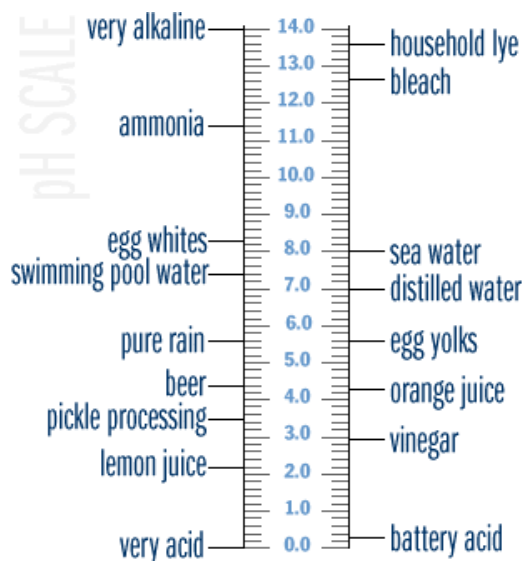 pH SCALE
very alkaline
ammonia
egg whites
swimming pool water
pure rain
beer
pickle processing
lemon juice
very acid
14.0
13.0
12.0
11.0
10.0
9.0
8.0
7.0
6.0
5.0
4.0
3.0
2.0
1.0
0.0
household lye
bleach
sea water
distilled water
egg yolks
orange juice
vinegar
battery acid